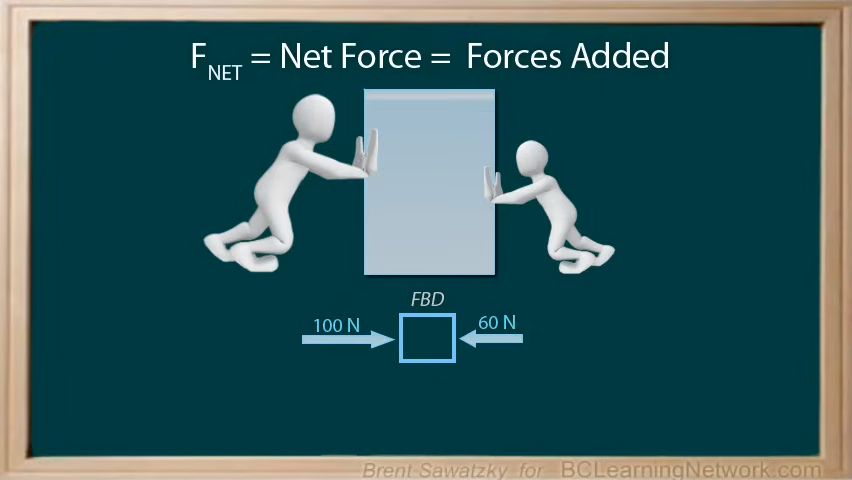 FNET = Net Force = Forces Added
FBD
100 N
60 N
Brent Sawatzky for BCLearningNetwork.com